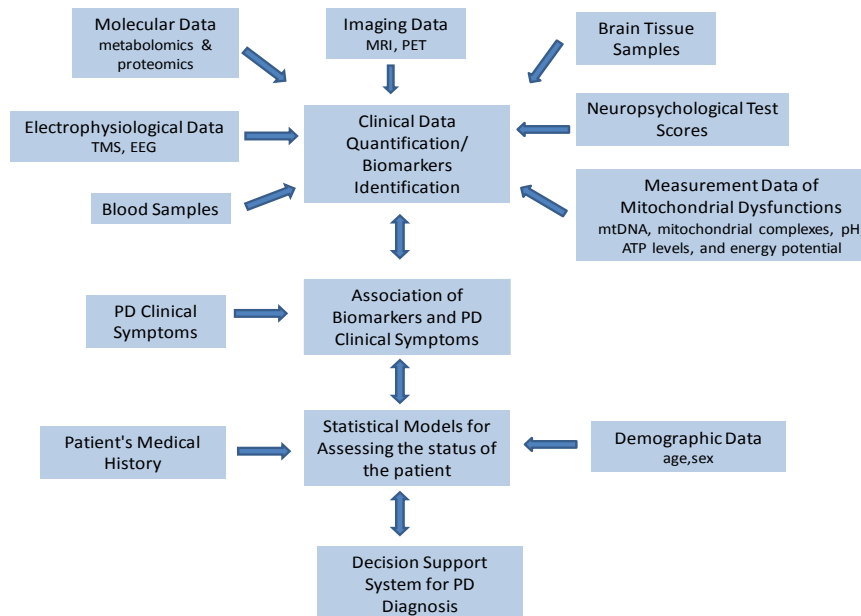 Molecular Data
metabolomics &
proteomics
Imaging Data
MRI, PET
Brain Tissue
Samples
Electrophysiological Data
TMS, EEG
Clinical Data
Quantification/
Biomarkers
Identification
Neuropsychological Test
Scores
Blood Samples
Measurement Data of
Mitochondrial Dysfunctions
mtDNA, mitochondrial complexes, pH,
ATP levels, and energy potential
PD Clinical
Symptoms
Association of
Biomarkers and PD
Clinical Symptoms
Patient's Medical
History
Statistical Models for
Assessing the status of
the patient
Demographic Data
age,sex
Decision Support
System for PD
Diagnosis